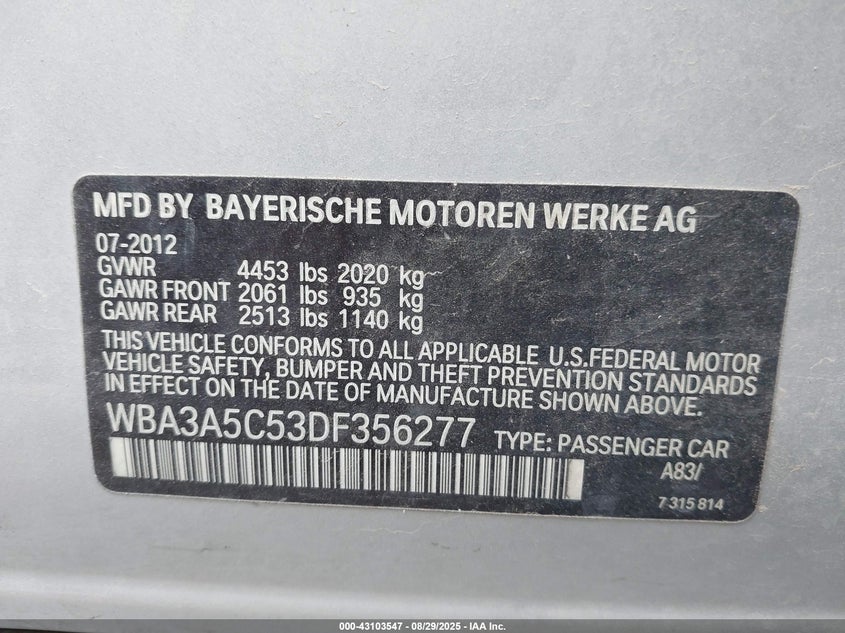 MFD BY BAYERISCHE MOTOREN WERKE AG
07-2012
GVWR 4453 lbs 2020 kg
GAWR FRONT 2061 lbs 935 kg
GAWR REAR 2513 lbs 1140 kg
THIS VEHICLE CONFORMS TO ALL APPLICABLE U.S.FEDERAL MOTOR
VEHICLE SAFETY, BUMPER AND THEFT PREVENTION STANDARDS
IN EFFECT ON THE DATE OF MANUFACTURE SHOWN ABOVE.
WBA3A5C53DF356277 TYPE: PASSENGER CAR
A83/
7 315 814
000-43103547 - 08/29/2025 - IAA Inc.